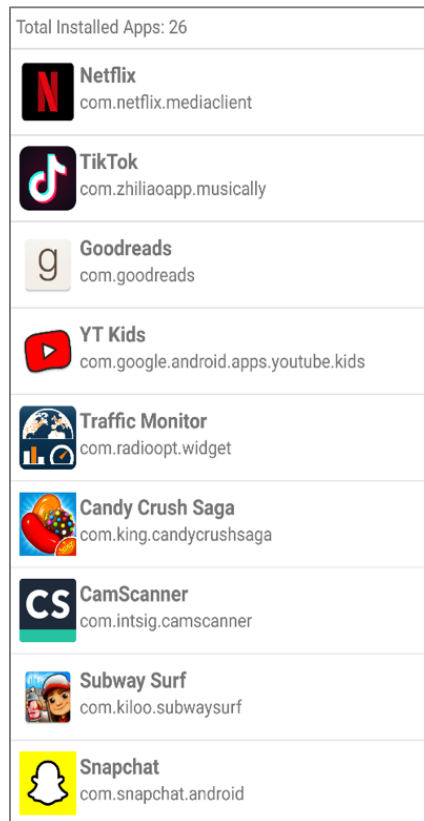 Total Installed Apps: 26
Netflix
com.netflix.mediaclient
TikTok
com.zhiliaoapp.musically
g
Goodreads
com.goodreads
YT Kids
com.google.android.apps.youtube.kids
Traffic Monitor
com.radioopt.widget
Candy Crush Saga
com.king.candycrushsaga
CS
CamScanner
com.intsig.camscanner
Subway Surf
com.kiloo.subwaysurf
Snapchat
com.snapchat.android